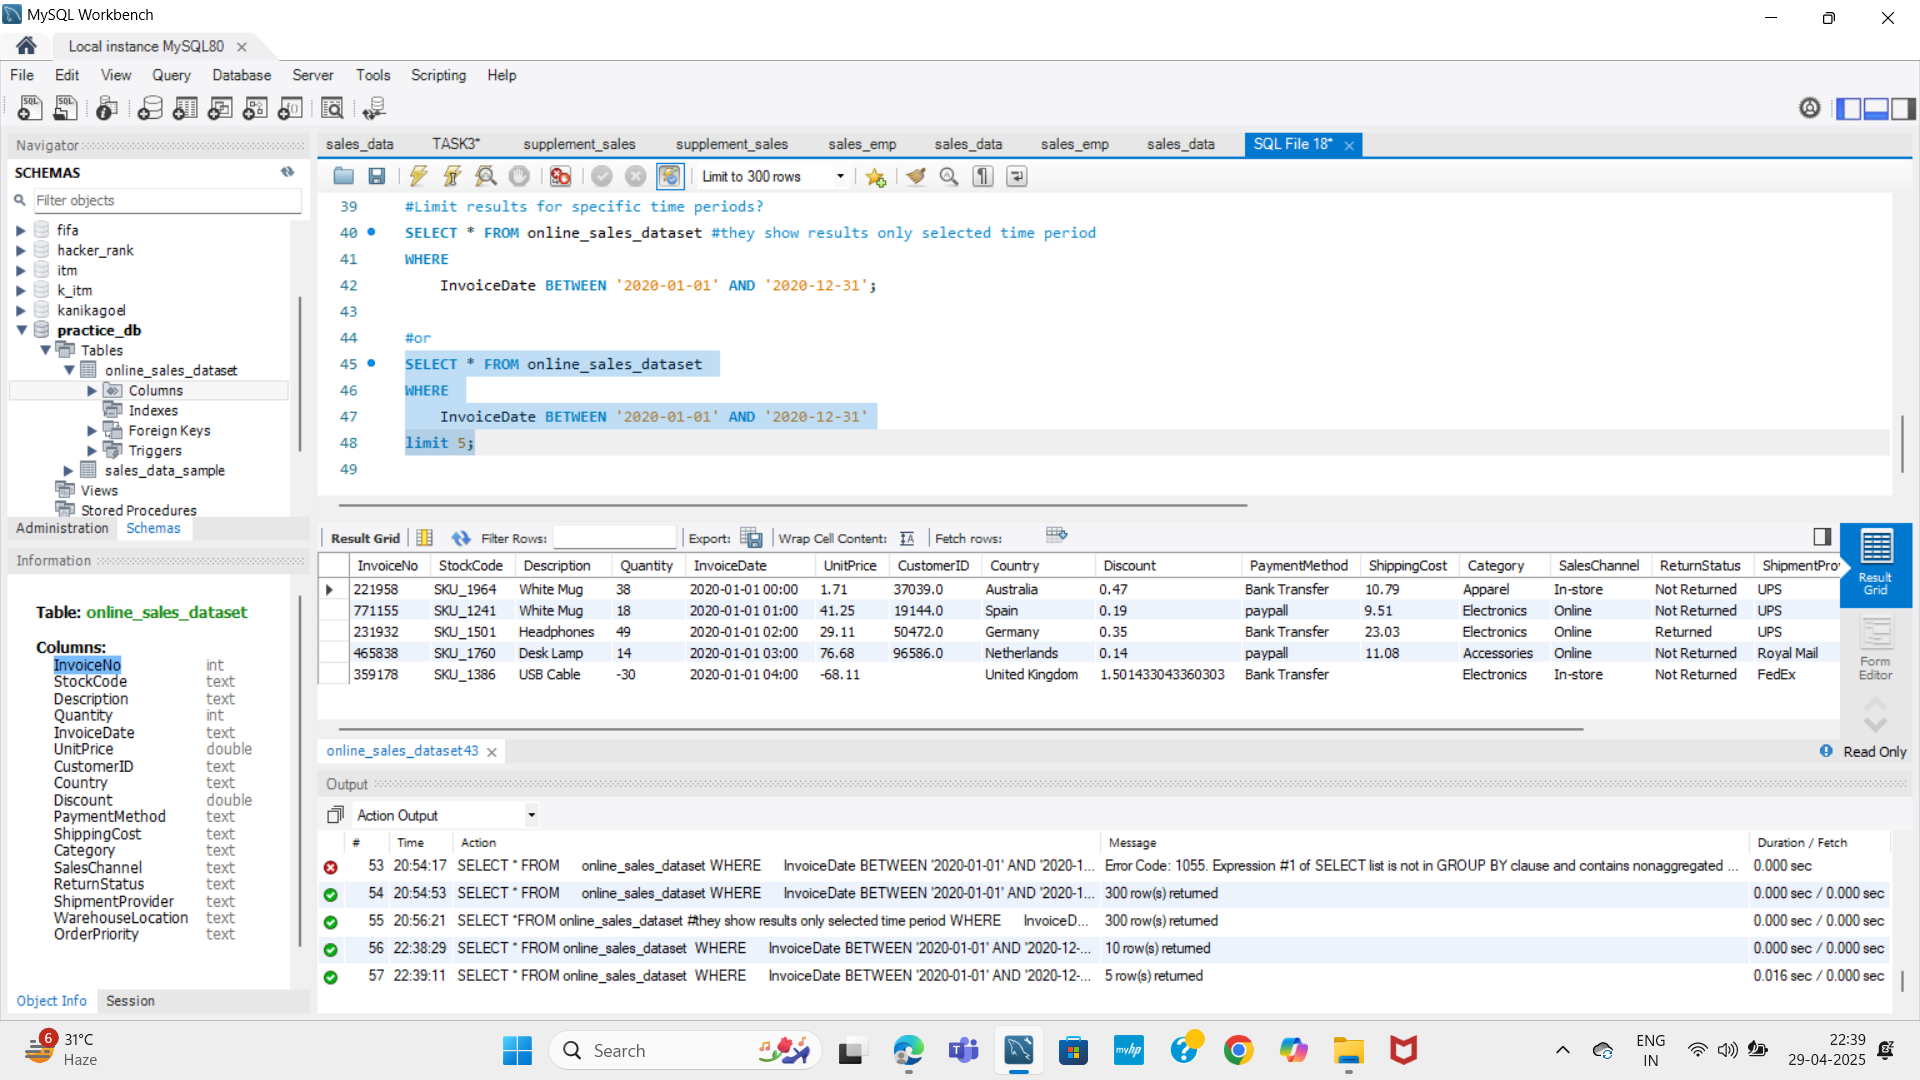 MySQL Workbench
Local instance MySQL80
File Edit View Query Database Server Tools Scripting Help
Navigator
SCHEMAS
Filter objects
fifa
hacker_rank
itm
k_itm
kanikagoel
practice_db
Tables
online_sales_dataset
Columns
Indexes
Foreign Keys
Triggers
sales_data_sample
Views
Stored Procedures
Administration Schemas
Information
Table: online_sales_dataset
Columns:
InvoiceNo int
StockCode text
Description text
Quantity int
InvoiceDate text
UnitPrice double
CustomerID text
Country text
Discount double
PaymentMethod text
ShippingCost text
Category text
SalesChannel text
ReturnStatus text
ShipmentProvider text
WarehouseLocation text
OrderPriority text
Object Info Session
sales_data TASK3* supplement_sales supplement_sales sales_emp sales_data sales_emp sales_data SQL File 18*
Limit to 300 rows
39 #Limit results for specific time periods?
40 SELECT * FROM online_sales_dataset #they show results only selected time period
41 WHERE
42 InvoiceDate BETWEEN '2020-01-01' AND '2020-12-31';
43
44 #or
45 SELECT * FROM online_sales_dataset
46 WHERE
47 InvoiceDate BETWEEN '2020-01-01' AND '2020-12-31'
48 limit 5;
49
Result Grid Filter Rows: Export: Wrap Cell Content: Fetch rows:
InvoiceNo StockCode Description Quantity InvoiceDate UnitPrice CustomerID Country Discount PaymentMethod ShippingCost Category SalesChannel ReturnStatus ShipmentPro
221958 SKU_1964 White Mug 38 2020-01-01 00:00 1.71 37039.0 Australia 0.47 Bank Transfer 10.79 Apparel In-store Not Returned UPS
771155 SKU_1241 White Mug 18 2020-01-01 01:00 41.25 19144.0 Spain 0.19 paypall 9.51 Electronics Online Not Returned UPS
231932 SKU_1501 Headphones 49 2020-01-01 02:00 29.11 50472.0 Germany 0.35 Bank Transfer 23.03 Electronics Online Returned UPS
465838 SKU_1760 Desk Lamp 14 2020-01-01 03:00 76.68 96586.0 Netherlands 0.14 paypall 11.08 Accessories Online Not Returned Royal Mail
359178 SKU_1386 USB Cable -30 2020-01-01 04:00 -68.11 United Kingdom 1.501433043360303 Bank Transfer Electronics In-store Not Returned FedEx
Result
Grid
Form
Editor
online_sales_dataset43
Read Only
Output
Action Output
# Time Action Message Duration / Fetch
53 20:54:17 SELECT * FROM online_sales_dataset WHERE InvoiceDate BETWEEN '2020-01-01' AND '2020-1... Error Code: 1055. Expression #1 of SELECT list is not in GROUP BY clause and contains nonaggregated ... 0.000 sec
54 20:54:53 SELECT * FROM online_sales_dataset WHERE InvoiceDate BETWEEN '2020-01-01' AND '2020-1... 300 row(s) returned 0.000 sec / 0.000 sec
55 20:56:21 SELECT *FROM online_sales_dataset #they show results only selected time period WHERE InvoiceD... 300 row(s) returned 0.000 sec / 0.000 sec
56 22:38:29 SELECT * FROM online_sales_dataset WHERE InvoiceDate BETWEEN '2020-01-01' AND '2020-12-... 10 row(s) returned 0.000 sec / 0.000 sec
57 22:39:11 SELECT * FROM online_sales_dataset WHERE InvoiceDate BETWEEN '2020-01-01' AND '2020-12-... 5 row(s) returned 0.016 sec / 0.000 sec
6
31°C
Haze
Search
myhp
ENG
IN
22:39
29-04-2025